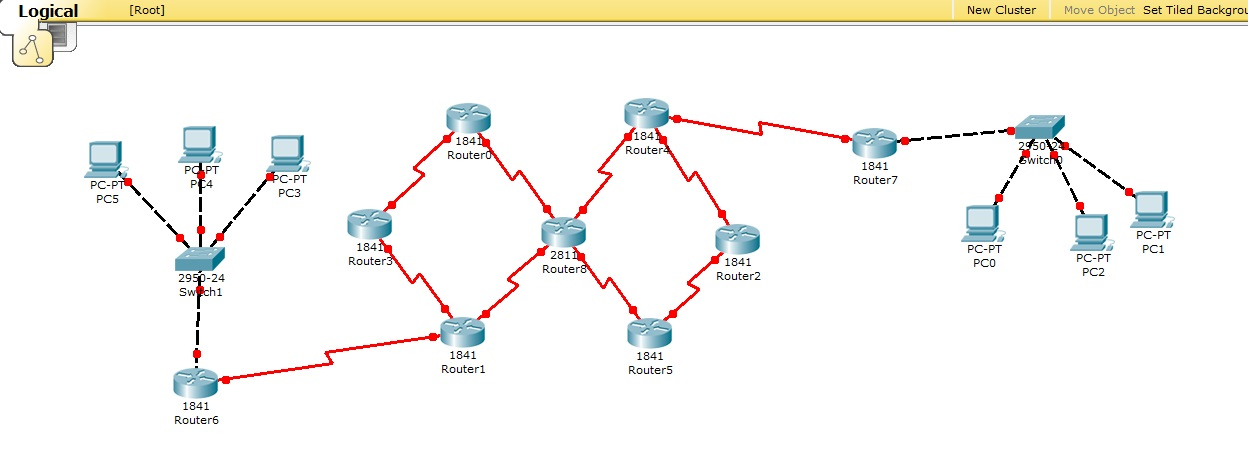 Logical
[Root]
New Cluster
Move Object
Set Tiled Backgrou
1841
Router0
1841
Router4
1841
Router7
2950-24
Switch0
PC-PT
PC5
PC-PT
PC4
PC-PT
PC3
1841
Router3
2811
Router8
1841
Router2
PC-PT
PC0
PC-PT
PC2
PC-PT
PC1
2950-24
Switch1
1841
Router1
1841
Router5
1841
Router6